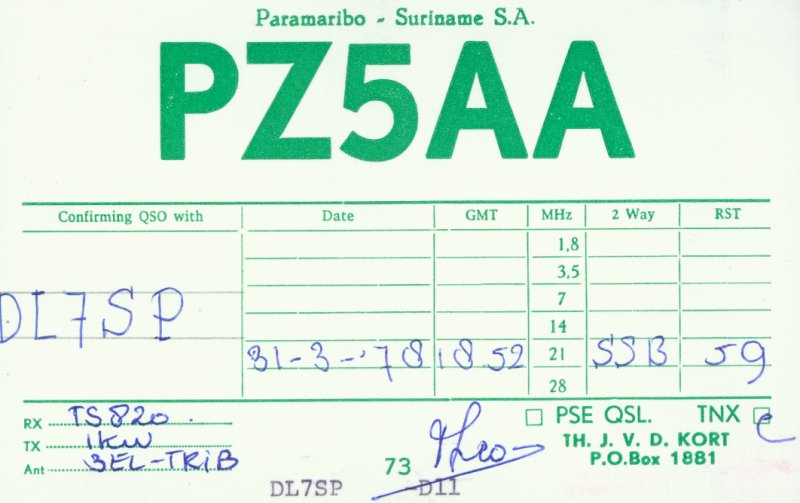 Paramaribo - Suriname S.A.
PZ5AA
Confirming QSO with Date GMT MHz 2 Way RST
1,8
3.5
7
DL7SP
14
31-3-'78 1852 21 SSB 59
28
RX TS820
TX 1KW
Ant 3EL-TRiB
PSE QSL. TNX
TH. J. V. D. KORT
P.O.Box 1881
73 Theo
DL7SP -D11